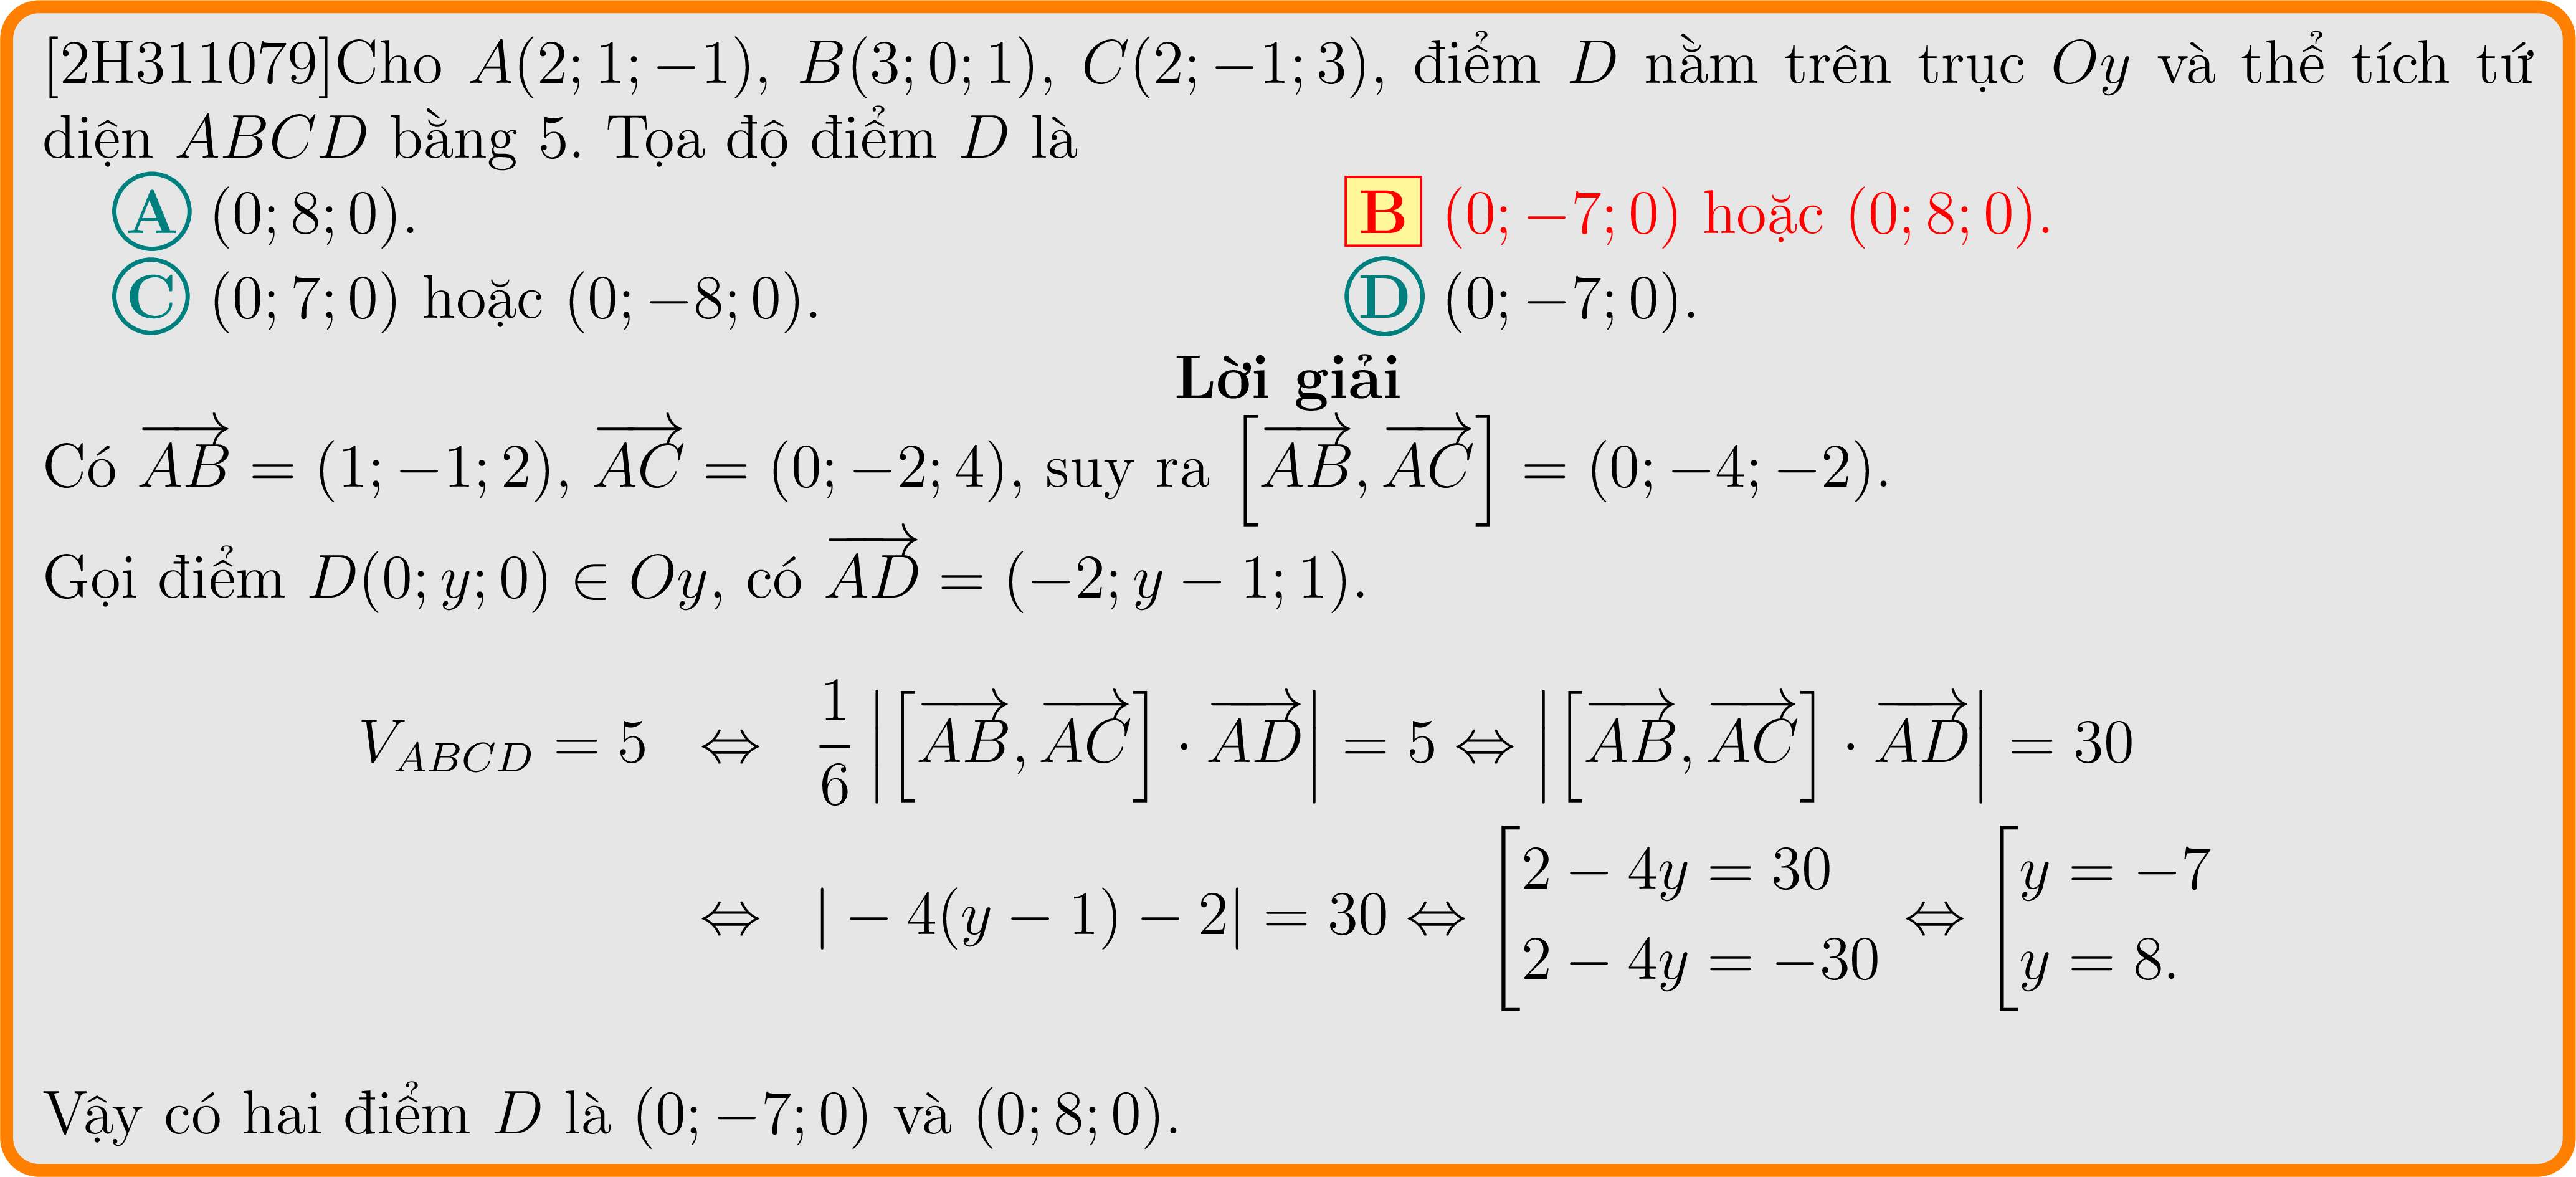 [2H311079]Cho A(2; 1; −1), B(3; 0; 1), C(2; −1; 3), điểm D nằm trên trục Oy và thể tích tứ
diện ABCD bằng 5. Tọa độ điểm D là
A (0; 8; 0). B (0; −7; 0) hoặc (0; 8; 0).
C (0; 7; 0) hoặc (0; −8; 0). D (0; −7; 0).
Lời giải
Có $\overrightarrow{AB}$ = (1; −1; 2), $\overrightarrow{AC}$ = (0; −2; 4), suy ra $\left[\overrightarrow{AB}, \overrightarrow{AC}\right]$ = (0; −4; −2).
Gọi điểm D(0; y; 0) ∈ Oy, có $\overrightarrow{AD}$ = (−2; y − 1; 1).
$V_{ABCD} = 5 \Leftrightarrow \frac{1}{6}\left|\left[\overrightarrow{AB}, \overrightarrow{AC}\right] \cdot \overrightarrow{AD}\right| = 5 \Leftrightarrow \left|\left[\overrightarrow{AB}, \overrightarrow{AC}\right] \cdot \overrightarrow{AD}\right| = 30$
$\Leftrightarrow |-4(y-1)-2| = 30 \Leftrightarrow \left[\begin{array}{l} 2-4y=30 \\ 2-4y=-30 \end{array}\right. \Leftrightarrow \left[\begin{array}{l} y=-7 \\ y=8. \end{array}\right.$
Vậy có hai điểm D là (0; −7; 0) và (0; 8; 0).